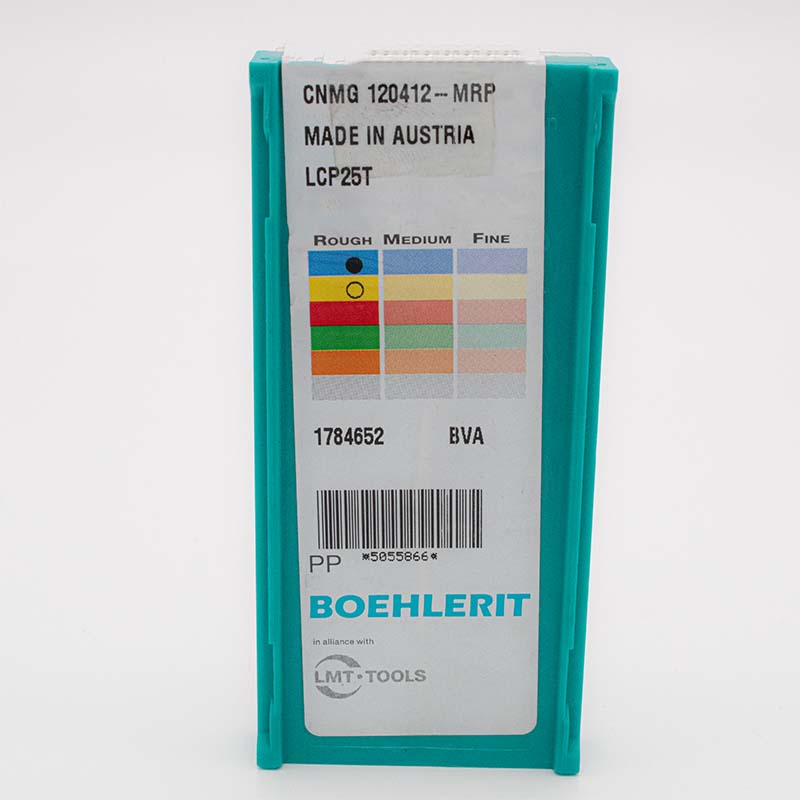 CNMG 120412-MRP
MADE IN AUSTRIA
LCP25T
ROUGH MEDIUM FINE
1784652 BVA
*5055866*
PP
BOEHLERIT
in alliance with
LMT·TOOLS